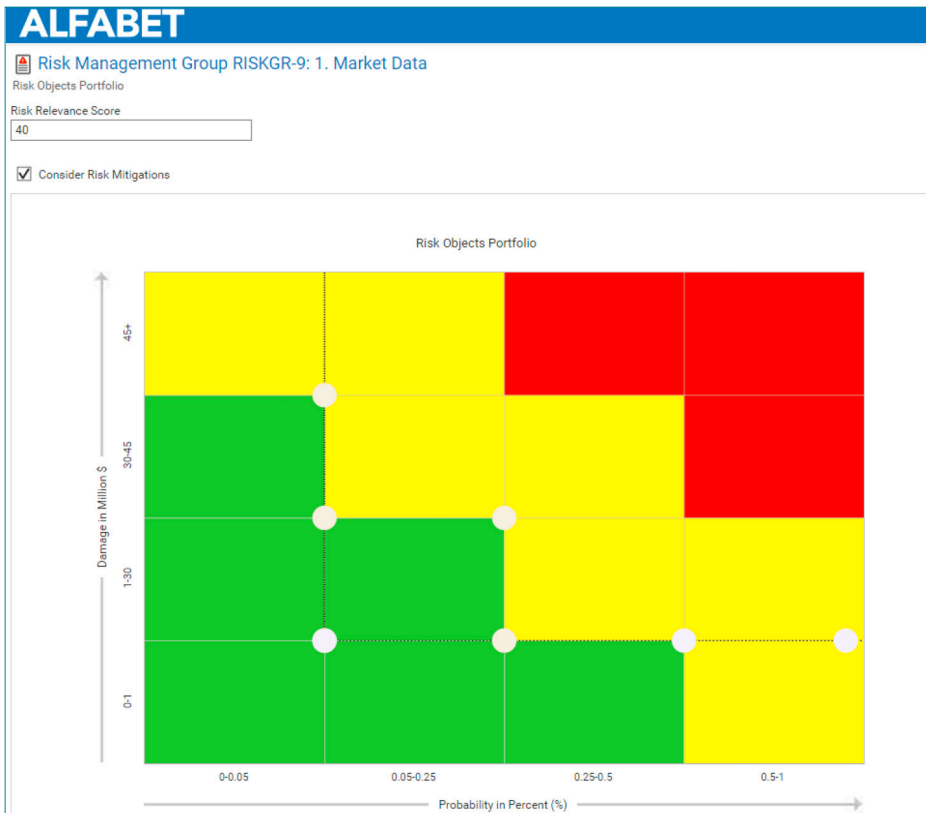 ALFABET
Risk Management Group RISKGR-9: 1. Market Data
Risk Objects Portfolio
Risk Relevance Score
40
Consider Risk Mitigations
Risk Objects Portfolio
Damage in Million $
45+
30-45
1-30
0-1
0-0.05 0.05-0.25 0.25-0.5 0.5-1
Probability in Percent (%)